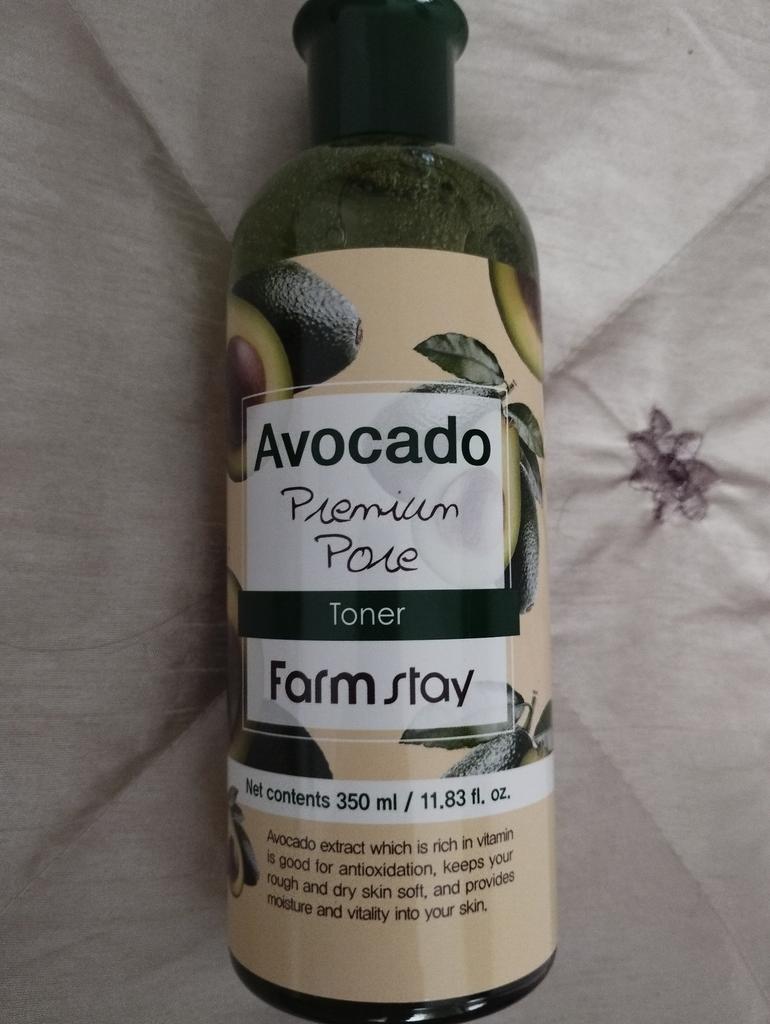 Avocado
Premium
Pore
Toner
Farmstay
Net contents 350 ml / 11.83 fl. oz.
Avocado extract which is rich in vitamin
is good for antioxidation, keeps your
rough and dry skin soft, and provides
moisture and vitality into your skin.